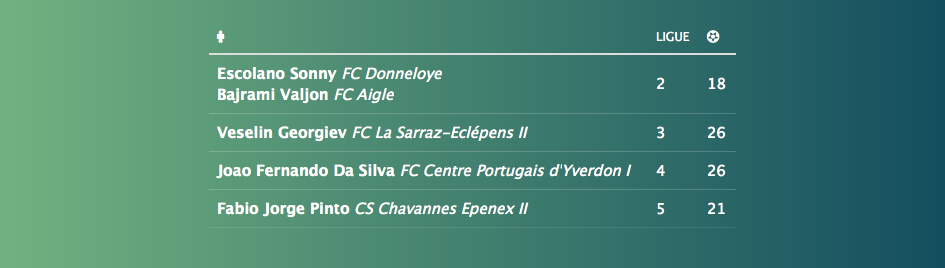 LIGUE
Escolano Sonny FC Donneloye
Bajrami Valjon FC Aigle
2 18
Veselin Georgiev FC La Sarraz-Eclépens II 3 26
Joao Fernando Da Silva FC Centre Portugais d'Yverdon I 4 26
Fabio Jorge Pinto CS Chavannes Epenex II 5 21